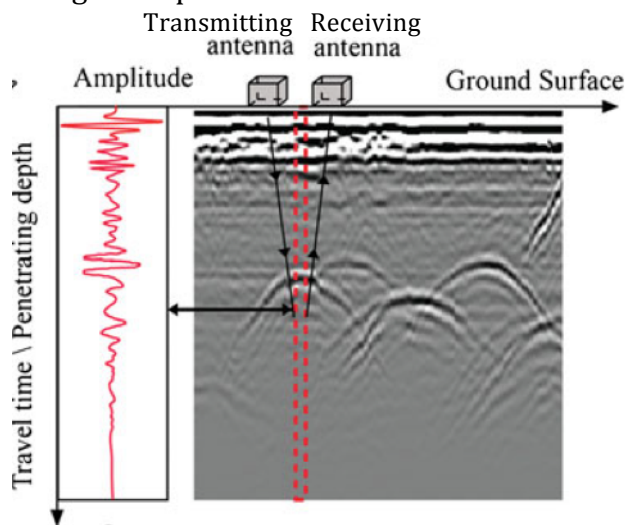 Transmitting Receiving
antenna antenna
Amplitude
Ground Surface
Travel time \ Penetrating depth